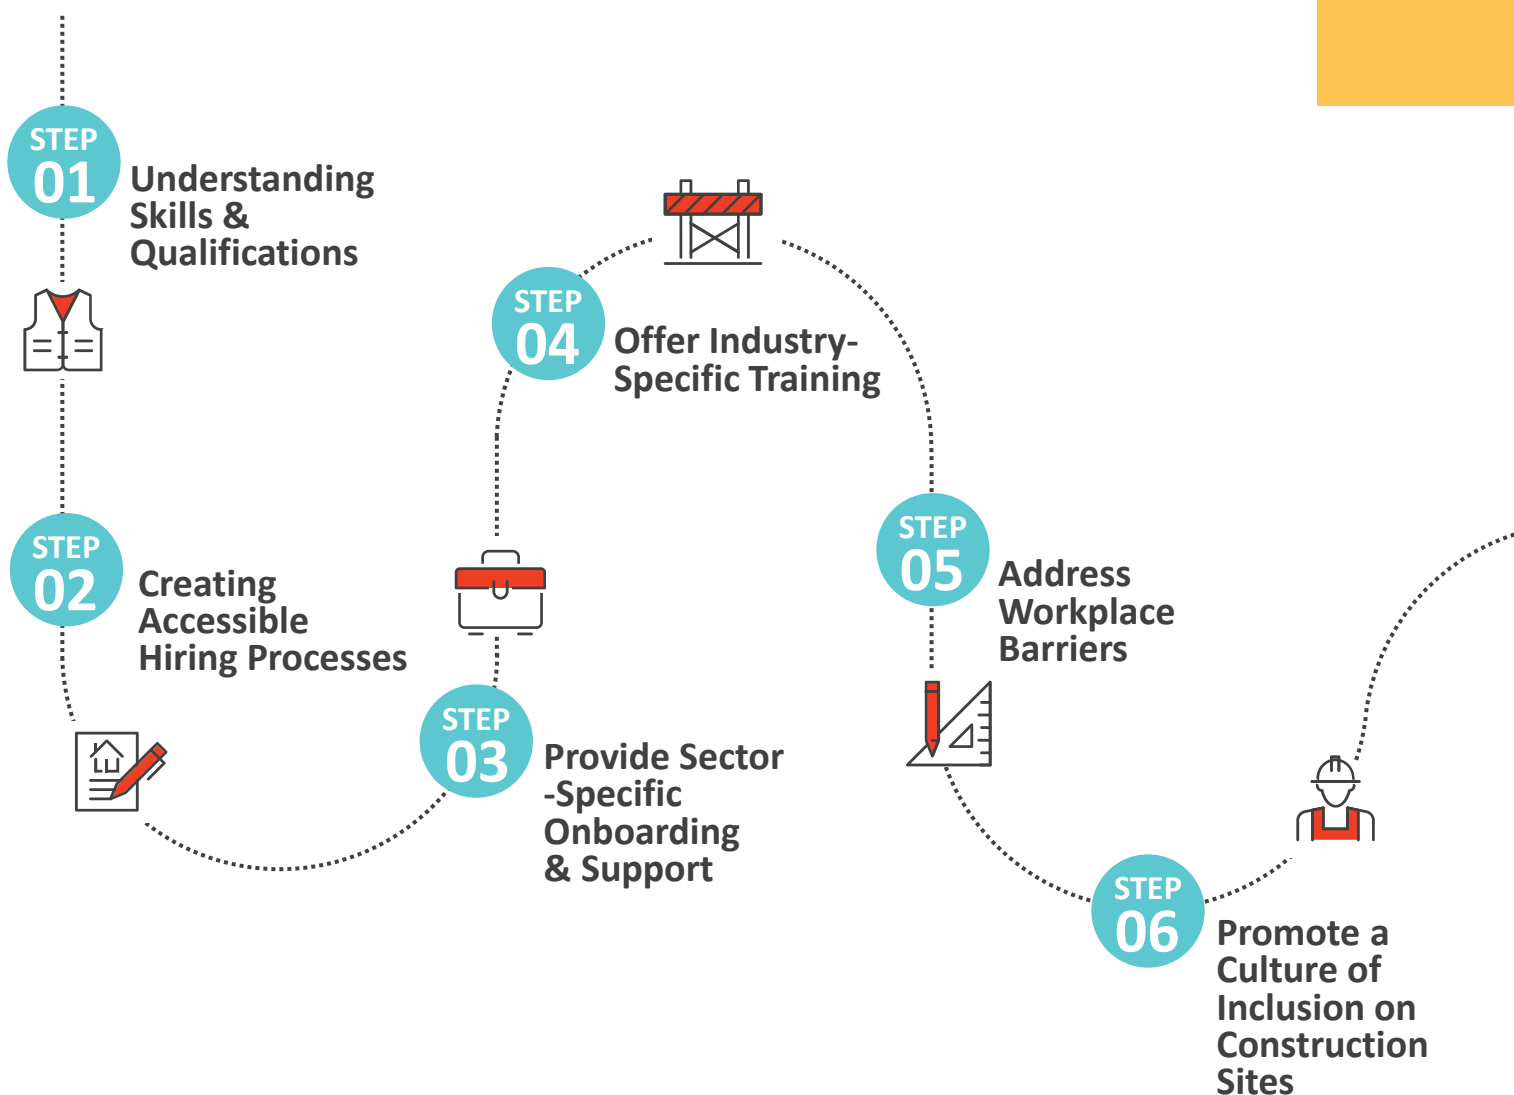 STEP
01
Understanding
Skills &
Qualifications
STEP
02
Creating
Accessible
Hiring Processes
STEP
03
Provide Sector
-Specific
Onboarding
& Support
STEP
04
Offer Industry-
Specific Training
STEP
05
Address
Workplace
Barriers
STEP
06
Promote a
Culture of
Inclusion on
Construction
Sites